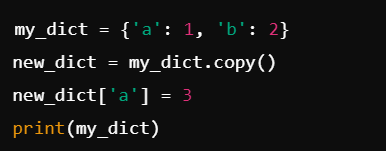 my_dict = {'a': 1, 'b': 2}
new_dict = my_dict.copy()
new_dict['a'] = 3
print(my_dict)